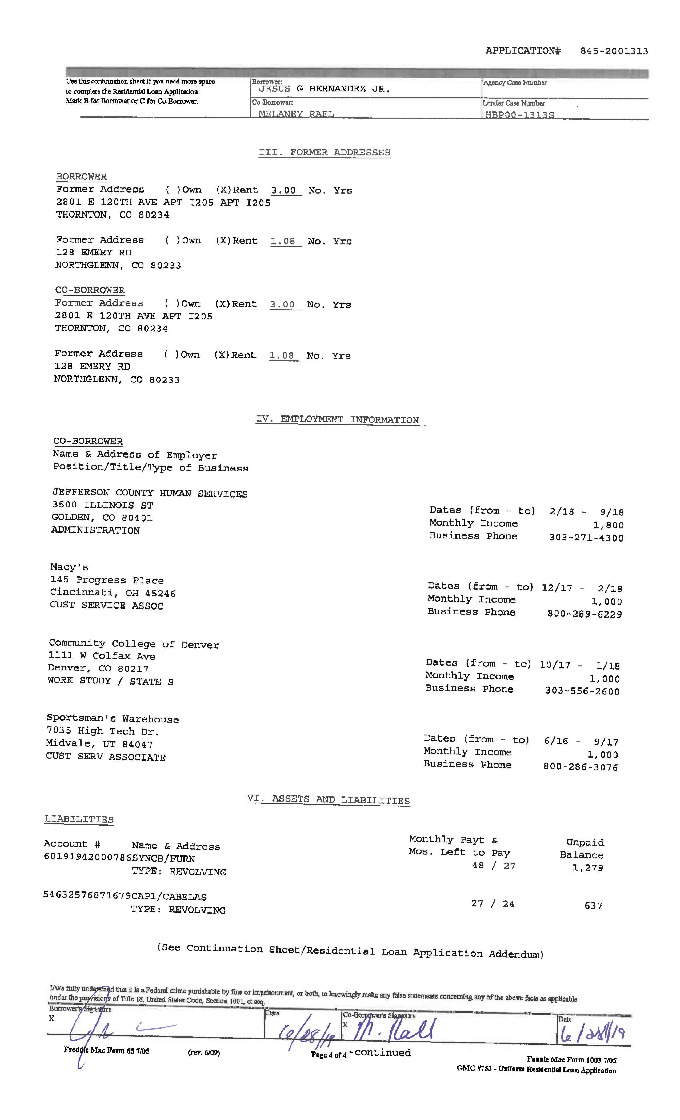 APPLICATION# 845-2001313
Use this continuation sheet if you need more space
to complete the Residential Loan Application
Mark B for Borrower or C for Co-Borrower.
Borrower:
JESUS G HERNANDEZ JR.
Agency Case Number
Co-Borrower:
MELANEY RAEL
Lender Case Number
HBP00-1313S
III. FORMER ADDRESSES
BORROWER
Former Address ( )Own (X)Rent 3.00 No. Yrs
2801 E 120TH AVE APT I205 APT I205
THORNTON, CO 80234
Former Address ( )Own (X)Rent 1.08 No. Yrs
128 EMERY RD
NORTHGLENN, CO 80233
CO-BORROWER
Former Address ( )Own (X)Rent 3.00 No. Yrs
2801 E 120TH AVE APT I205
THORNTON, CO 80234
Former Address ( )Own (X)Rent 1.08 No. Yrs
128 EMERY RD
NORTHGLENN, CO 80233
IV. EMPLOYMENT INFORMATION
CO-BORROWER
Name & Address of Employer
Position/Title/Type of Business
JEFFERSON COUNTY HUMAN SERVICES
3500 ILLINOIS ST
GOLDEN, CO 80401
ADMINISTRATION
Dates (from - to) 2/18 - 9/18
Monthly Income 1,800
Business Phone 303-271-4300
Macy's
145 Progress Place
Cincinnati, OH 45246
CUST SERVICE ASSOC
Dates (from - to) 12/17 - 2/18
Monthly Income 1,000
Business Phone 800-289-6229
Community College of Denver
1111 W Colfax Ave
Denver, CO 80217
WORK STUDY / STATE S
Dates (from - to) 10/17 - 1/18
Monthly Income 1,000
Business Phone 303-556-2600
Sportsman's Warehouse
7035 High Tech Dr.
Midvale, UT 84047
CUST SERV ASSOCIATE
Dates (from - to) 6/16 - 9/17
Monthly Income 1,000
Business Phone 800-286-3076
VI. ASSETS AND LIABILITIES
LIABILITIES
Account # Name & Address
Monthly Payt &
Mos. Left to Pay
Unpaid
Balance
6019194200786SYNCB/FURN
TYPE: REVOLVING
48 / 27 1,279
54632576871679CAP1/CABELAS
TYPE: REVOLVING
27 / 24 637
(See Continuation Sheet/Residential Loan Application Addendum)
I/We fully understand that it is a Federal crime punishable by fine or imprisonment, or both, to knowingly make any false statements concerning any of the above facts as applicable
under the provisions of Title 18, United States Code, Section 1001, et seq.
Borrower's Signature
X
Date
6/28/19
Co-Borrower's Signature
X M. Rael
Date
6/28/19
Freddie Mac Form 65 7/05 (rev. 6/09)
Page 4 of 4 -continued
Fannie Mae Form 1003 7/05
GMC 9753 - Uniform Residential Loan Application